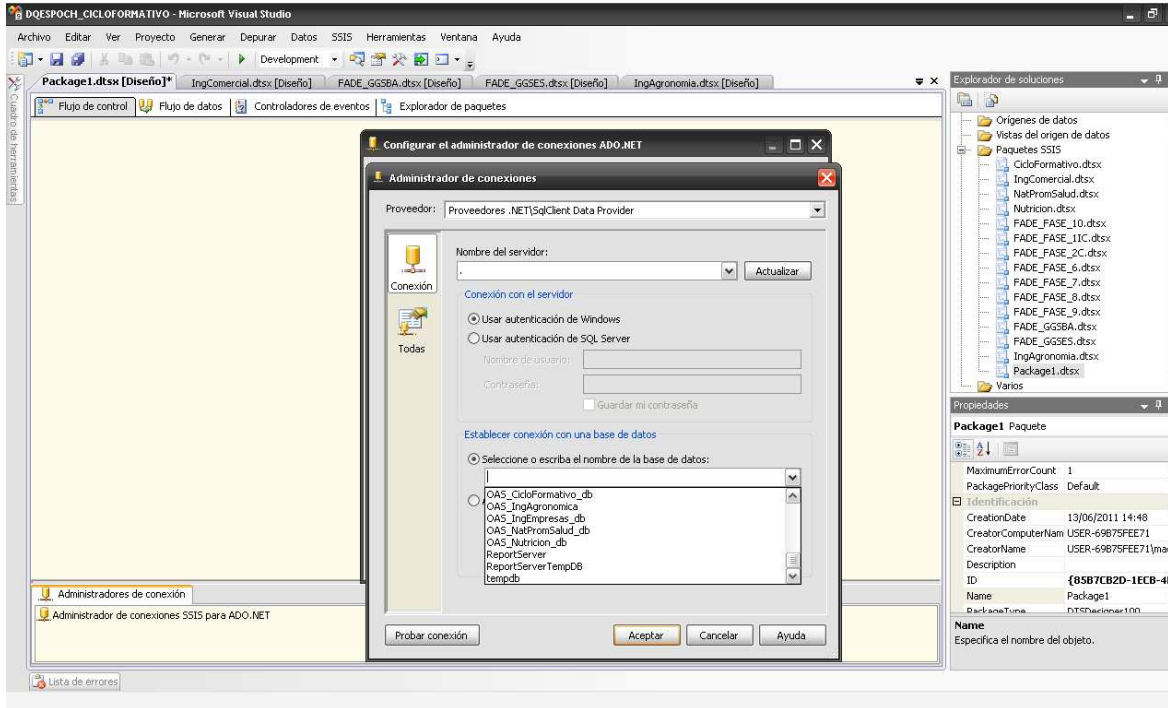 DQESPOCH_CICLOFORMATIVO - Microsoft Visual Studio
Archivo Editar Ver Proyecto Generar Depurar Datos SSIS Herramientas Ventana Ayuda
Development
Package1.dtsx [Diseño]* IngComercial.dtsx [Diseño] FADE_GGSBA.dtsx [Diseño] FADE_GGSES.dtsx [Diseño] IngAgronomia.dtsx [Diseño]
Flujo de control Flujo de datos Controladores de eventos Explorador de paquetes
Cuadro de herramientas
Configurar el administrador de conexiones ADO.NET
Administrador de conexiones
Proveedor: Proveedores .NET\SqlClient Data Provider
Conexión
Todas
Nombre del servidor:
.
Actualizar
Conexión con el servidor
Usar autenticación de Windows
Usar autenticación de SQL Server
Nombre de usuario:
Contraseña:
Guardar mi contraseña
Establecer conexión con una base de datos
Seleccione o escriba el nombre de la base de datos:
OAS_CicloFormativo_db
OAS_IngAgronomica
OAS_IngEmpresas_db
OAS_NatPromSalud_db
OAS_Nutricion_db
ReportServer
ReportServerTempDB
tempdb
Probar conexión Aceptar Cancelar Ayuda
Administradores de conexión
Administrador de conexiones SSIS para ADO.NET
Lista de errores
Explorador de soluciones
Orígenes de datos
Vistas del origen de datos
Paquetes SSIS
CicloFormativo.dtsx
IngComercial.dtsx
NatPromSalud.dtsx
Nutricion.dtsx
FADE_FASE_10.dtsx
FADE_FASE_1IC.dtsx
FADE_FASE_2C.dtsx
FADE_FASE_6.dtsx
FADE_FASE_7.dtsx
FADE_FASE_8.dtsx
FADE_FASE_9.dtsx
FADE_GGSBA.dtsx
FADE_GGSES.dtsx
IngAgronomia.dtsx
Package1.dtsx
Varios
Propiedades
Package1 Paquete
MaximumErrorCount 1
PackagePriorityClass Default
Identificación
CreationDate 13/06/2011 14:48
CreatorComputerNam USER-69B75FEE71
CreatorName USER-69B75FEE71\ma
Description
ID {85B7CB2D-1ECB-4
Name Package1
PackageType DTSDesigner100
Name
Especifica el nombre del objeto.